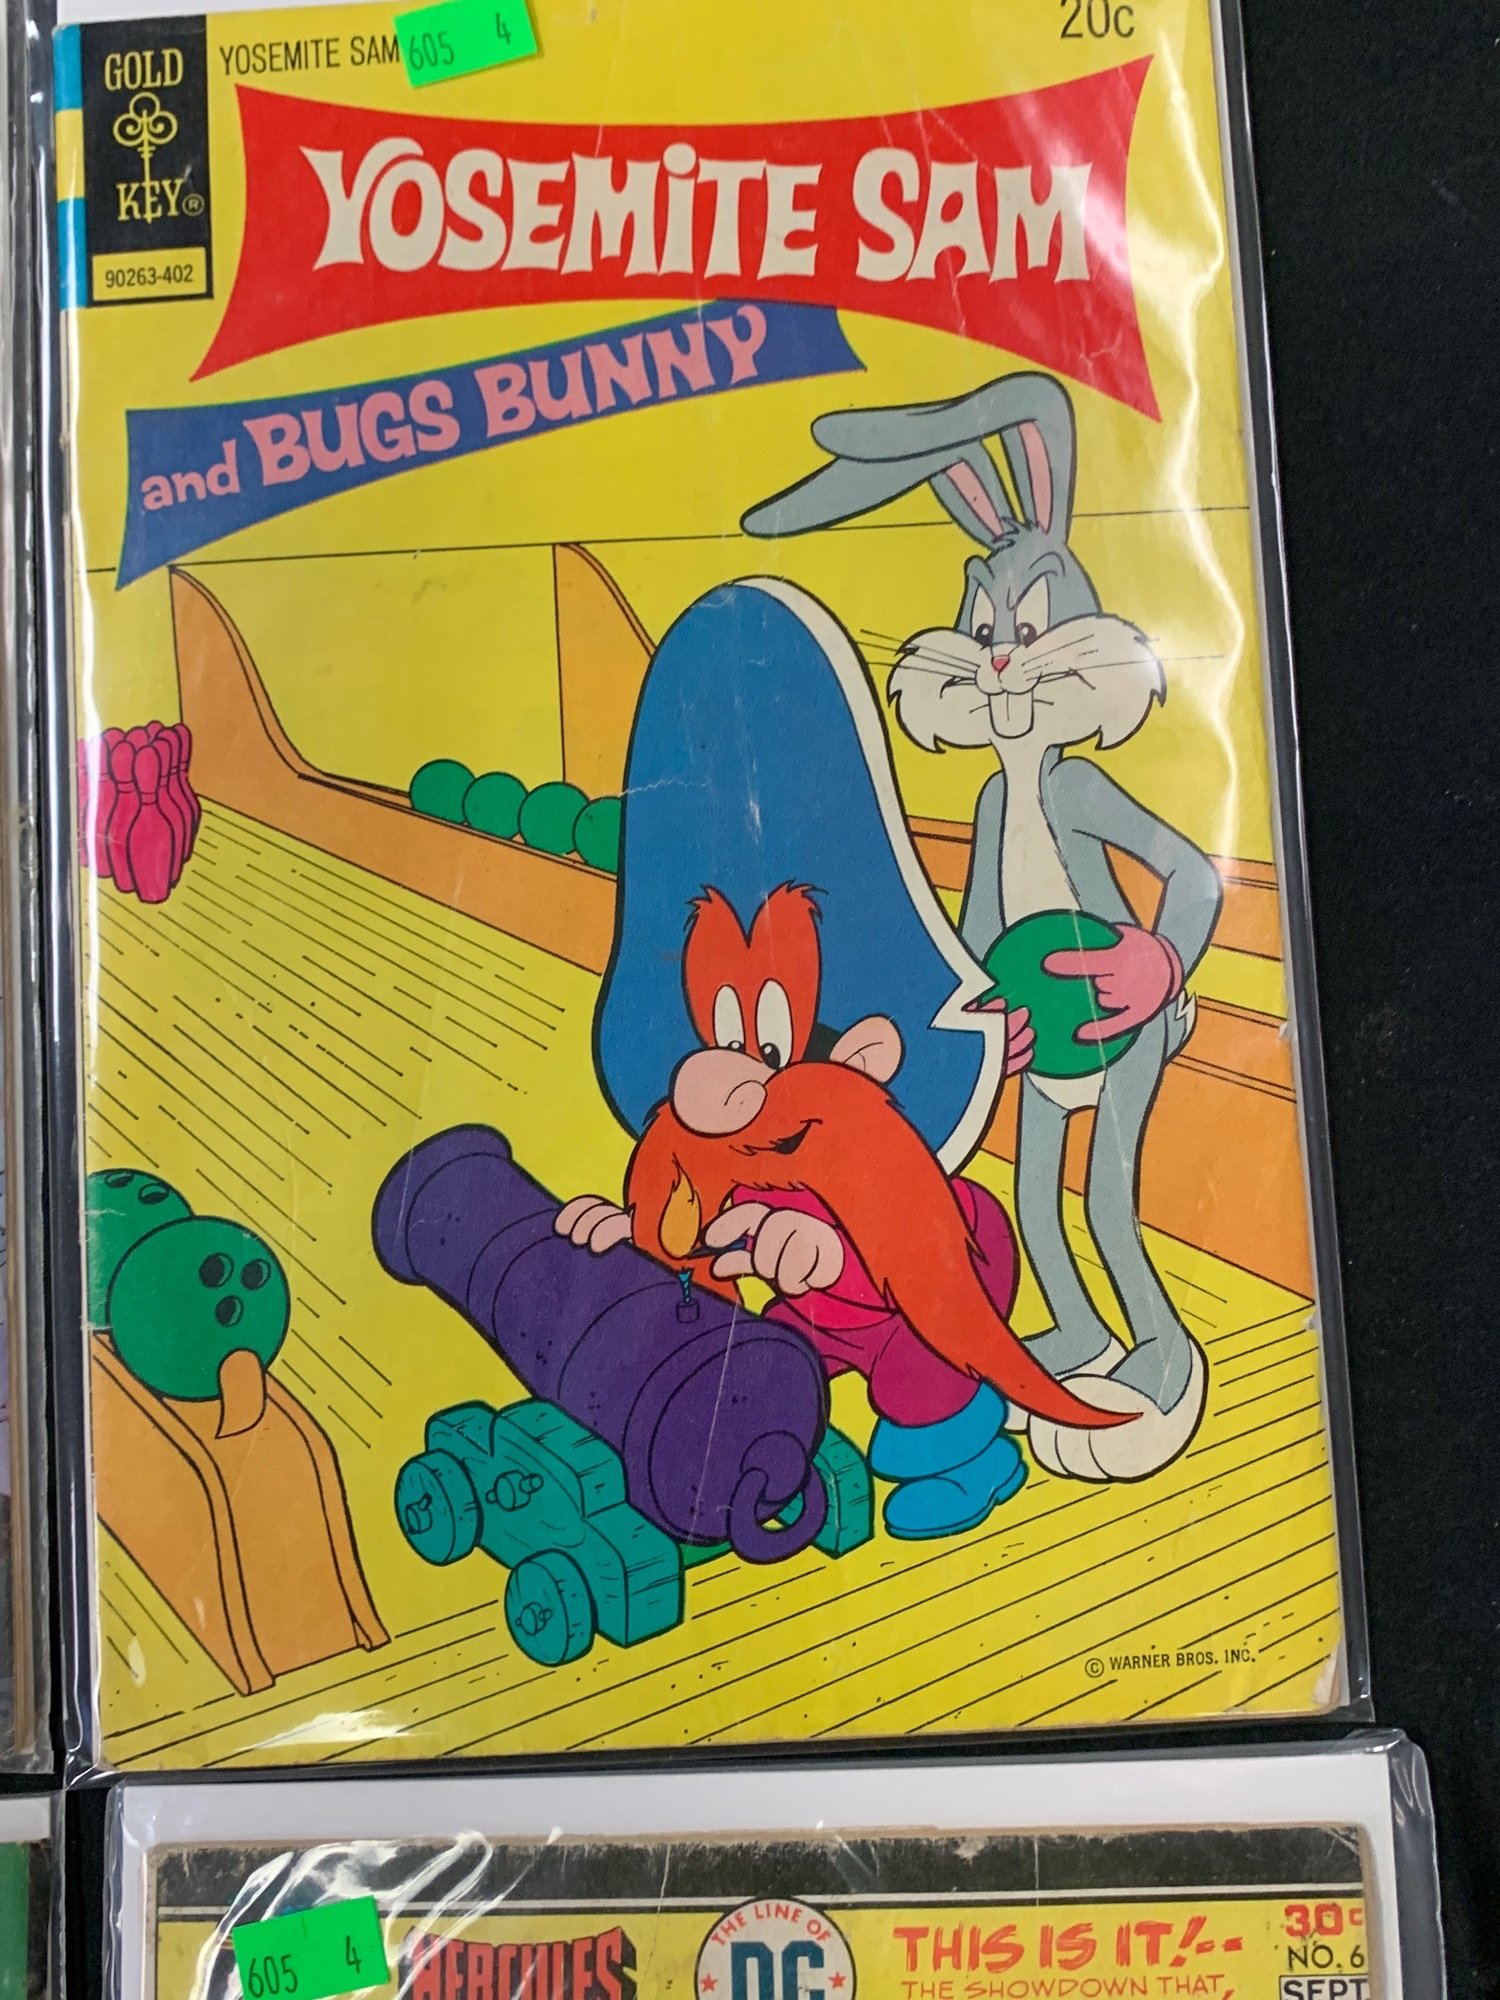 GOLD
KEY®
90263-402
YOSEMITE SAM
605 4
20c
YOSEMITE SAM
and BUGS BUNNY
© WARNER BROS. INC.
605 4
HERCULES
THE LINE OF
DC
THIS IS IT!--
THE SHOWDOWN THAT
30c
NO. 6
SEPT